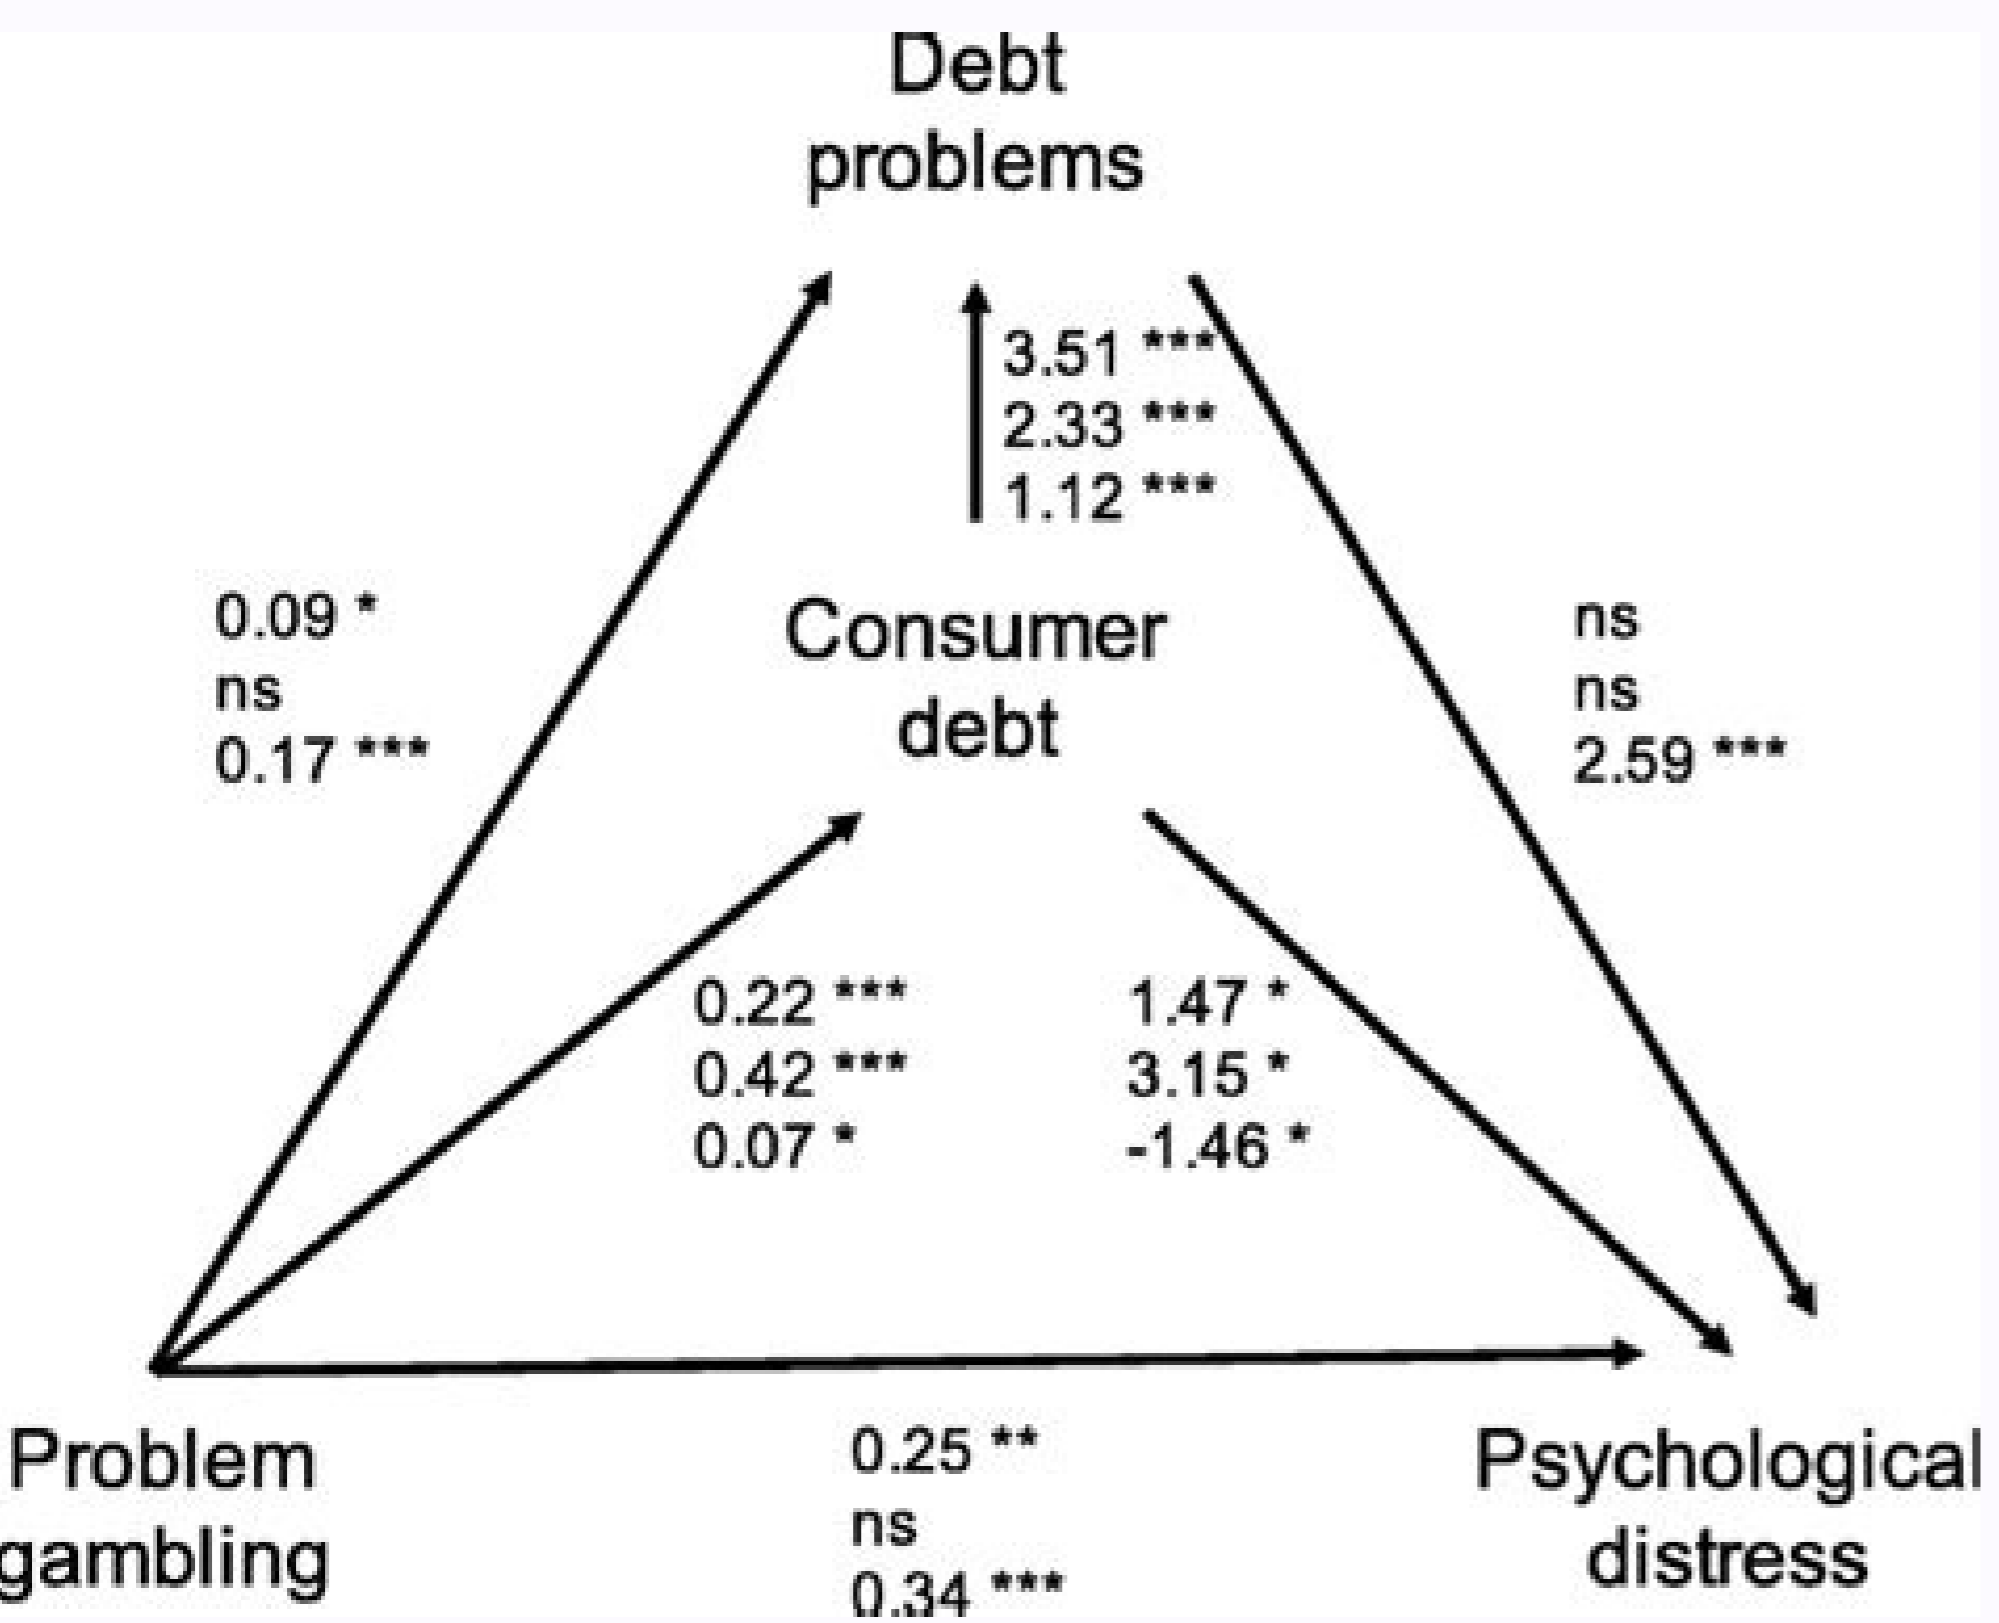 Debt
problems
3.51 ***
2.33 ***
1.12 ***
0.09 *
ns
0.17 ***
Consumer
debt
ns
ns
2.59 ***
0.22 ***
0.42 ***
0.07 *
1.47 *
3.15 *
-1.46 *
Problem
gambling
0.25 **
ns
0.34 ***
Psychological
distress